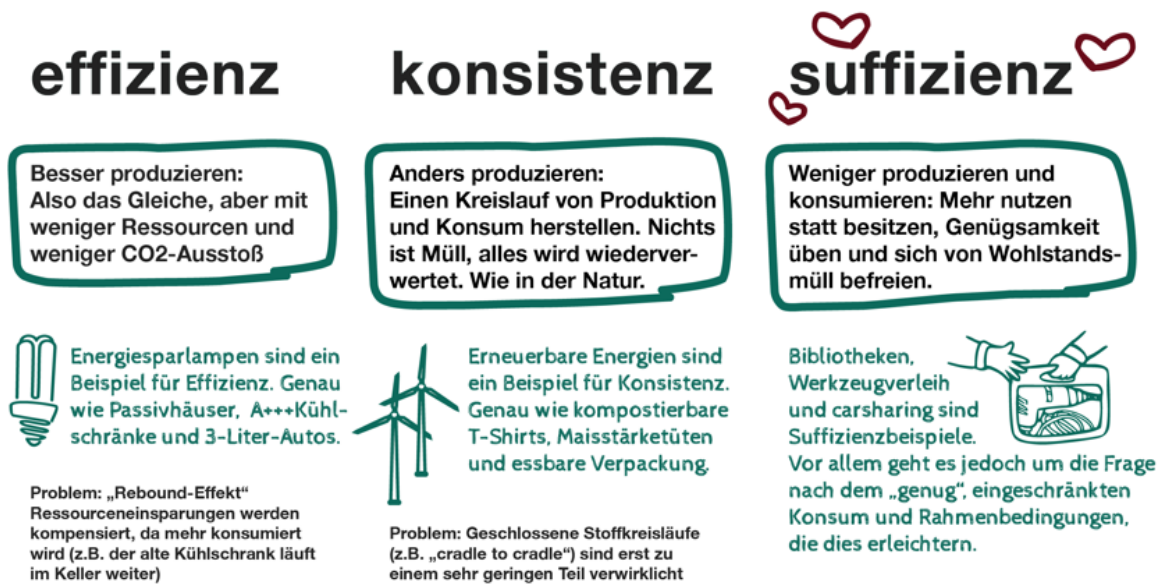 effizienz
Besser produzieren:
Also das Gleiche, aber mit
weniger Ressourcen und
weniger CO2-Ausstoß
Energiesparlampen sind ein
Beispiel für Effizienz. Genau
wie Passivhäuser, A+++Kühl-
schränke und 3-Liter-Autos.
Problem: „Rebound-Effekt“
Ressourceneinsparungen werden
kompensiert, da mehr konsumiert
wird (z.B. der alte Kühlschrank läuft
im Keller weiter)
konsistenz
Anders produzieren:
Einen Kreislauf von Produktion
und Konsum herstellen. Nichts
ist Müll, alles wird wiederver-
wertet. Wie in der Natur.
Erneuerbare Energien sind
ein Beispiel für Konsistenz.
Genau wie kompostierbare
T-Shirts, Maisstärketüten
und essbare Verpackung.
Problem: Geschlossene Stoffkreisläufe
(z.B. „cradle to cradle“) sind erst zu
einem sehr geringen Teil verwirklicht
suffizienz
Weniger produzieren und
konsumieren: Mehr nutzen
statt besitzen, Genügsamkeit
üben und sich von Wohlstands-
müll befreien.
Bibliotheken,
Werkzeugverleih
und carsharing sind
Suffizienzbeispiele.
Vor allem geht es jedoch um die Frage
nach dem „genug“, eingeschränkten
Konsum und Rahmenbedingungen,
die dies erleichtern.